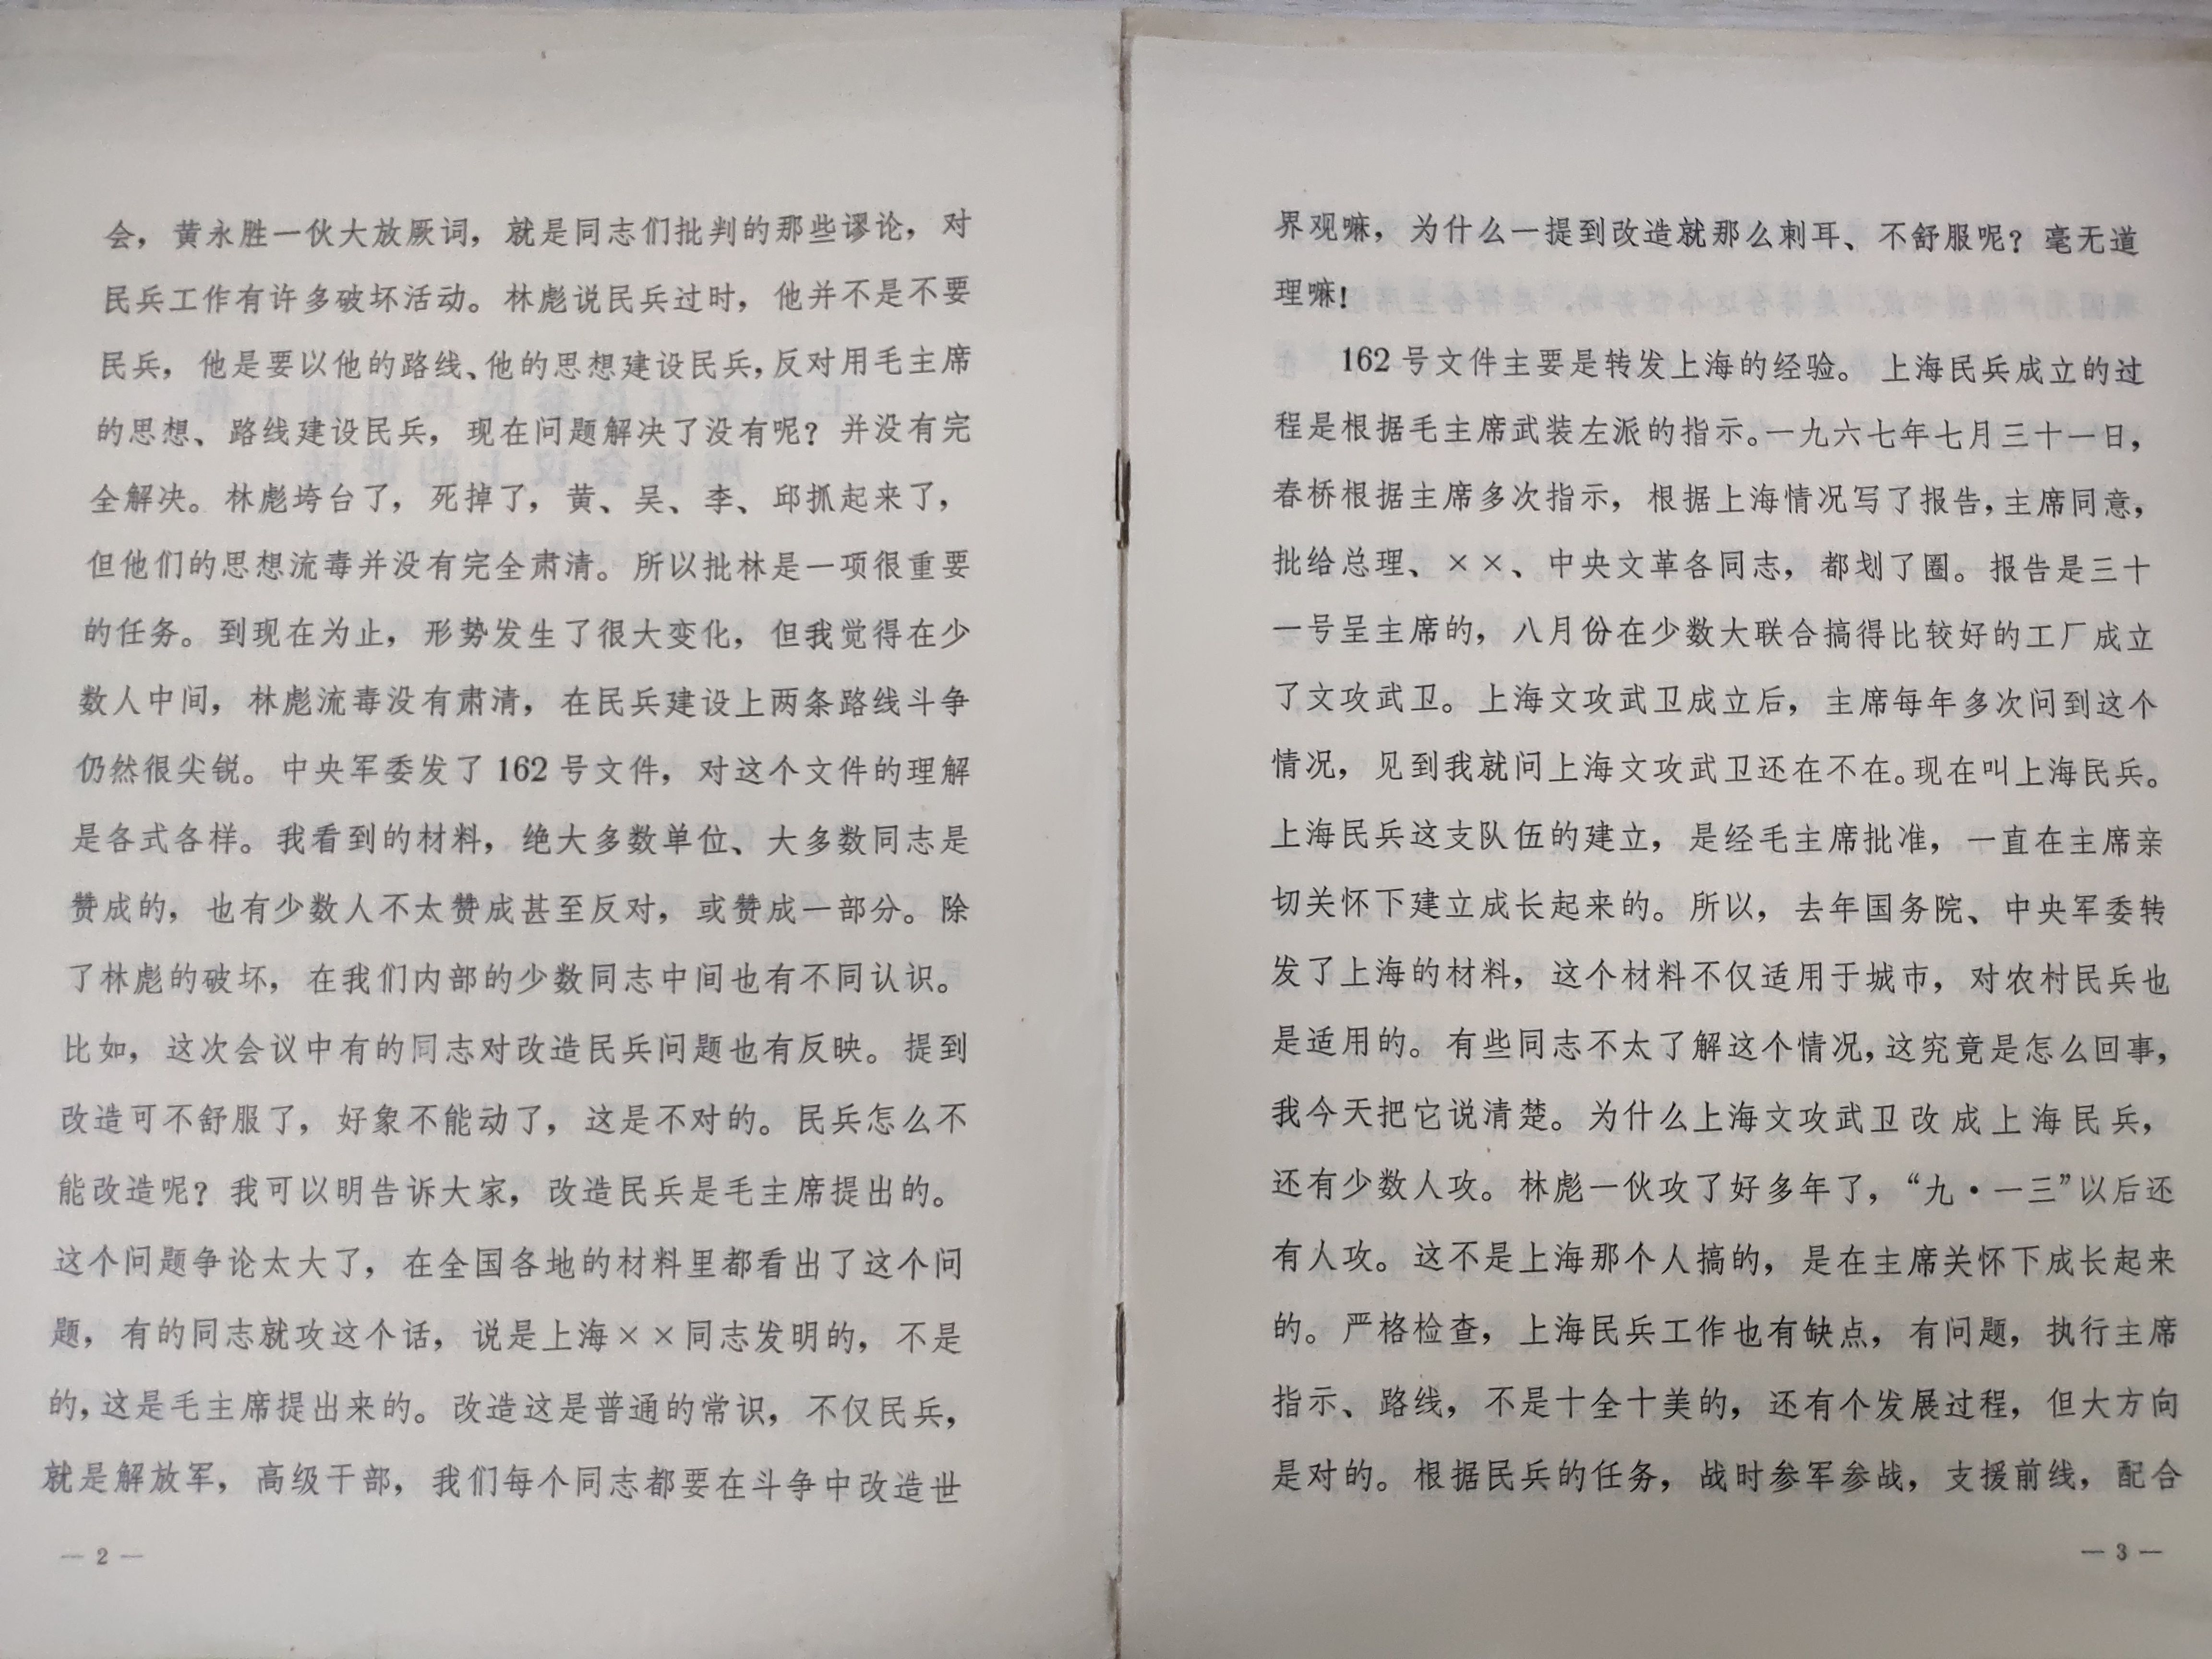 会，黄永胜一伙大放厥词，就是同志们批判的那些谬论，对
民兵工作有许多破坏活动。林彪说民兵过时，他并不是不要
民兵，他是要以他的路线、他的思想建设民兵，反对用毛主席
的思想、路线建设民兵，现在问题解决了没有呢？并没有完
全解决。林彪垮台了，死掉了，黄、吴、李、邱抓起来了，
但他们的思想流毒并没有完全肃清。所以批林是一项很重要
的任务。到现在为止，形势发生了很大变化，但我觉得在少
数人中间，林彪流毒没有肃清，在民兵建设上两条路线斗争
仍然很尖锐。中央军委发了162号文件，对这个文件的理解
是各式各样。我看到的材料，绝大多数单位、大多数同志是
赞成的，也有少数人不太赞成甚至反对，或赞成一部分。除
了林彪的破坏，在我们内部的少数同志中间也有不同认识。
比如，这次会议中有的同志对改造民兵问题也有反映。提到
改造可不舒服了，好象不能动了，这是不对的。民兵怎么不
能改造呢？我可以明告诉大家，改造民兵是毛主席提出的。
这个问题争论太大了，在全国各地的材料里都看出了这个问
题，有的同志就攻这个话，说是上海××同志发明的，不是
的，这是毛主席提出来的。改造这是普通的常识，不仅民兵，
就是解放军，高级干部，我们每个同志都要在斗争中改造世
— 2 —
界观嘛，为什么一提到改造就那么刺耳、不舒服呢？毫无道
理嘛！
162号文件主要是转发上海的经验。上海民兵成立的过
程是根据毛主席武装左派的指示。一九六七年七月三十一日，
春桥根据主席多次指示，根据上海情况写了报告，主席同意，
批给总理、××、中央文革各同志，都划了圈。报告是三十
一号呈主席的，八月份在少数大联合搞得比较好的工厂成立
了文攻武卫。上海文攻武卫成立后，主席每年多次问到这个
情况，见到我就问上海文攻武卫还在不在。现在叫上海民兵。
上海民兵这支队伍的建立，是经毛主席批准，一直在主席亲
切关怀下建立成长起来的。所以，去年国务院、中央军委转
发了上海的材料，这个材料不仅适用于城市，对农村民兵也
是适用的。有些同志不太了解这个情况，这究竟是怎么回事，
我今天把它说清楚。为什么上海文攻武卫改成上海民兵，
还有少数人攻。林彪一伙攻了好多年了，“九·一三”以后还
有人攻。这不是上海那个人搞的，是在主席关怀下成长起来
的。严格检查，上海民兵工作也有缺点，有问题，执行主席
指示、路线，不是十全十美的，还有个发展过程，但大方向
是对的。根据民兵的任务，战时参军参战，支援前线，配合
— 3 —